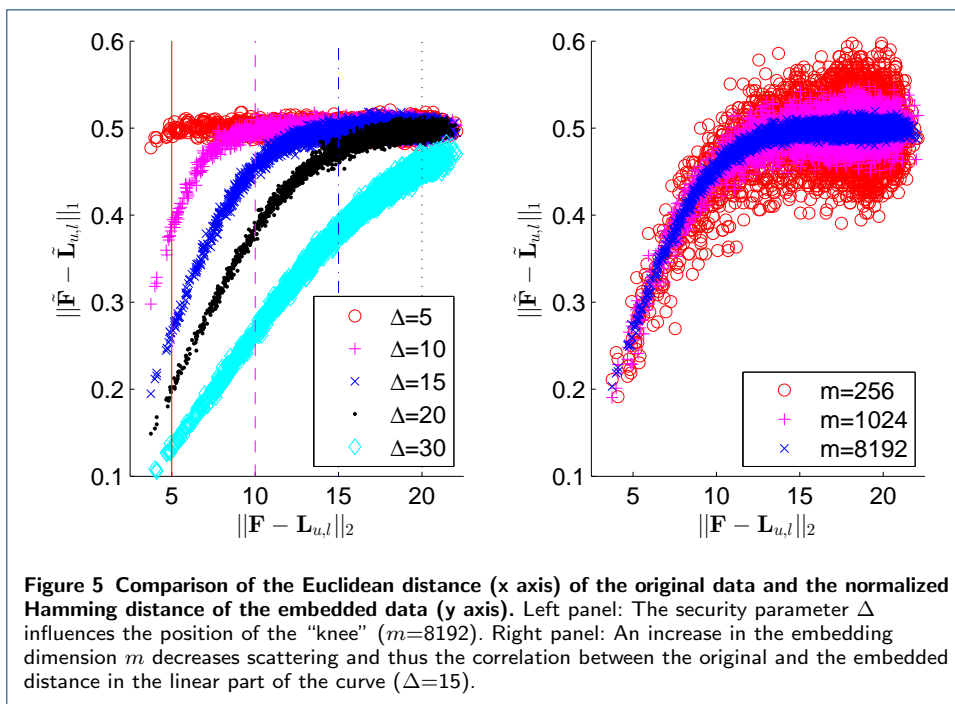 0.6
0.5
0.4
0.3
0.2
0.1
5
10
15
20
||F̃ − L̃u,l||1
||F − Lu,l||2
Δ=5
Δ=10
Δ=15
Δ=20
Δ=30
0.6
0.5
0.4
0.3
0.2
0.1
5
10
15
20
||F̃ − L̃u,l||1
||F − Lu,l||2
m=256
m=1024
m=8192
Figure 5 Comparison of the Euclidean distance (x axis) of the original data and the normalized
Hamming distance of the embedded data (y axis). Left panel: The security parameter Δ
influences the position of the “knee” (m=8192). Right panel: An increase in the embedding
dimension m decreases scattering and thus the correlation between the original and the embedded
distance in the linear part of the curve (Δ=15).